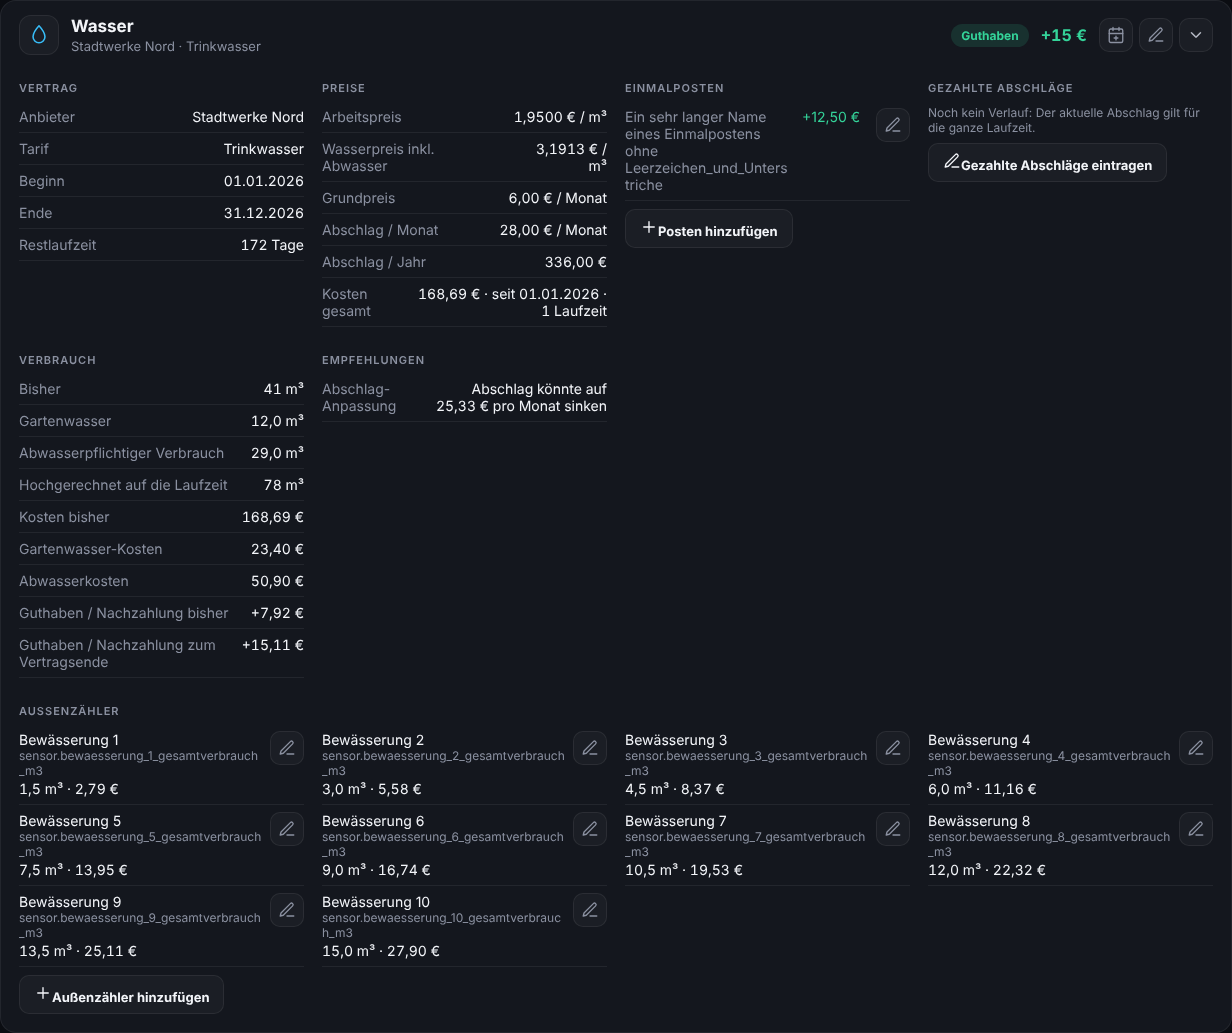 Wasser
Stadtwerke Nord · Trinkwasser
Guthaben
+15 €
VERTRAG
Anbieter Stadtwerke Nord
Tarif Trinkwasser
Beginn 01.01.2026
Ende 31.12.2026
Restlaufzeit 172 Tage
PREISE
Arbeitspreis 1,9500 € / m³
Wasserpreis inkl. 3,1913 € /
Abwasser m³
Grundpreis 6,00 € / Monat
Abschlag / Monat 28,00 € / Monat
Abschlag / Jahr 336,00 €
Kosten 168,69 € · seit 01.01.2026 ·
gesamt 1 Laufzeit
EINMALPOSTEN
Ein sehr langer Name +12,50 €
eines Einmalpostens
ohne
Leerzeichen_und_Unters
triche
Posten hinzufügen
GEZAHLTE ABSCHLÄGE
Noch kein Verlauf: Der aktuelle Abschlag gilt für
die ganze Laufzeit.
Gezahlte Abschläge eintragen
VERBRAUCH
Bisher 41 m³
Gartenwasser 12,0 m³
Abwasserpflichtiger Verbrauch 29,0 m³
Hochgerechnet auf die Laufzeit 78 m³
Kosten bisher 168,69 €
Gartenwasser-Kosten 23,40 €
Abwasserkosten 50,90 €
Guthaben / Nachzahlung bisher +7,92 €
Guthaben / Nachzahlung zum +15,11 €
Vertragsende
EMPFEHLUNGEN
Abschlag- Abschlag könnte auf
Anpassung 25,33 € pro Monat sinken
AUSSENZÄHLER
Bewässerung 1
sensor.bewaesserung_1_gesamtverbrauch
_m3
1,5 m³ · 2,79 €
Bewässerung 2
sensor.bewaesserung_2_gesamtverbrauch
_m3
3,0 m³ · 5,58 €
Bewässerung 3
sensor.bewaesserung_3_gesamtverbrauch
_m3
4,5 m³ · 8,37 €
Bewässerung 4
sensor.bewaesserung_4_gesamtverbrauch
_m3
6,0 m³ · 11,16 €
Bewässerung 5
sensor.bewaesserung_5_gesamtverbrauch
_m3
7,5 m³ · 13,95 €
Bewässerung 6
sensor.bewaesserung_6_gesamtverbrauch
_m3
9,0 m³ · 16,74 €
Bewässerung 7
sensor.bewaesserung_7_gesamtverbrauch
_m3
10,5 m³ · 19,53 €
Bewässerung 8
sensor.bewaesserung_8_gesamtverbrauch
_m3
12,0 m³ · 22,32 €
Bewässerung 9
sensor.bewaesserung_9_gesamtverbrauch
_m3
13,5 m³ · 25,11 €
Bewässerung 10
sensor.bewaesserung_10_gesamtverbrauc
h_m3
15,0 m³ · 27,90 €
Außenzähler hinzufügen